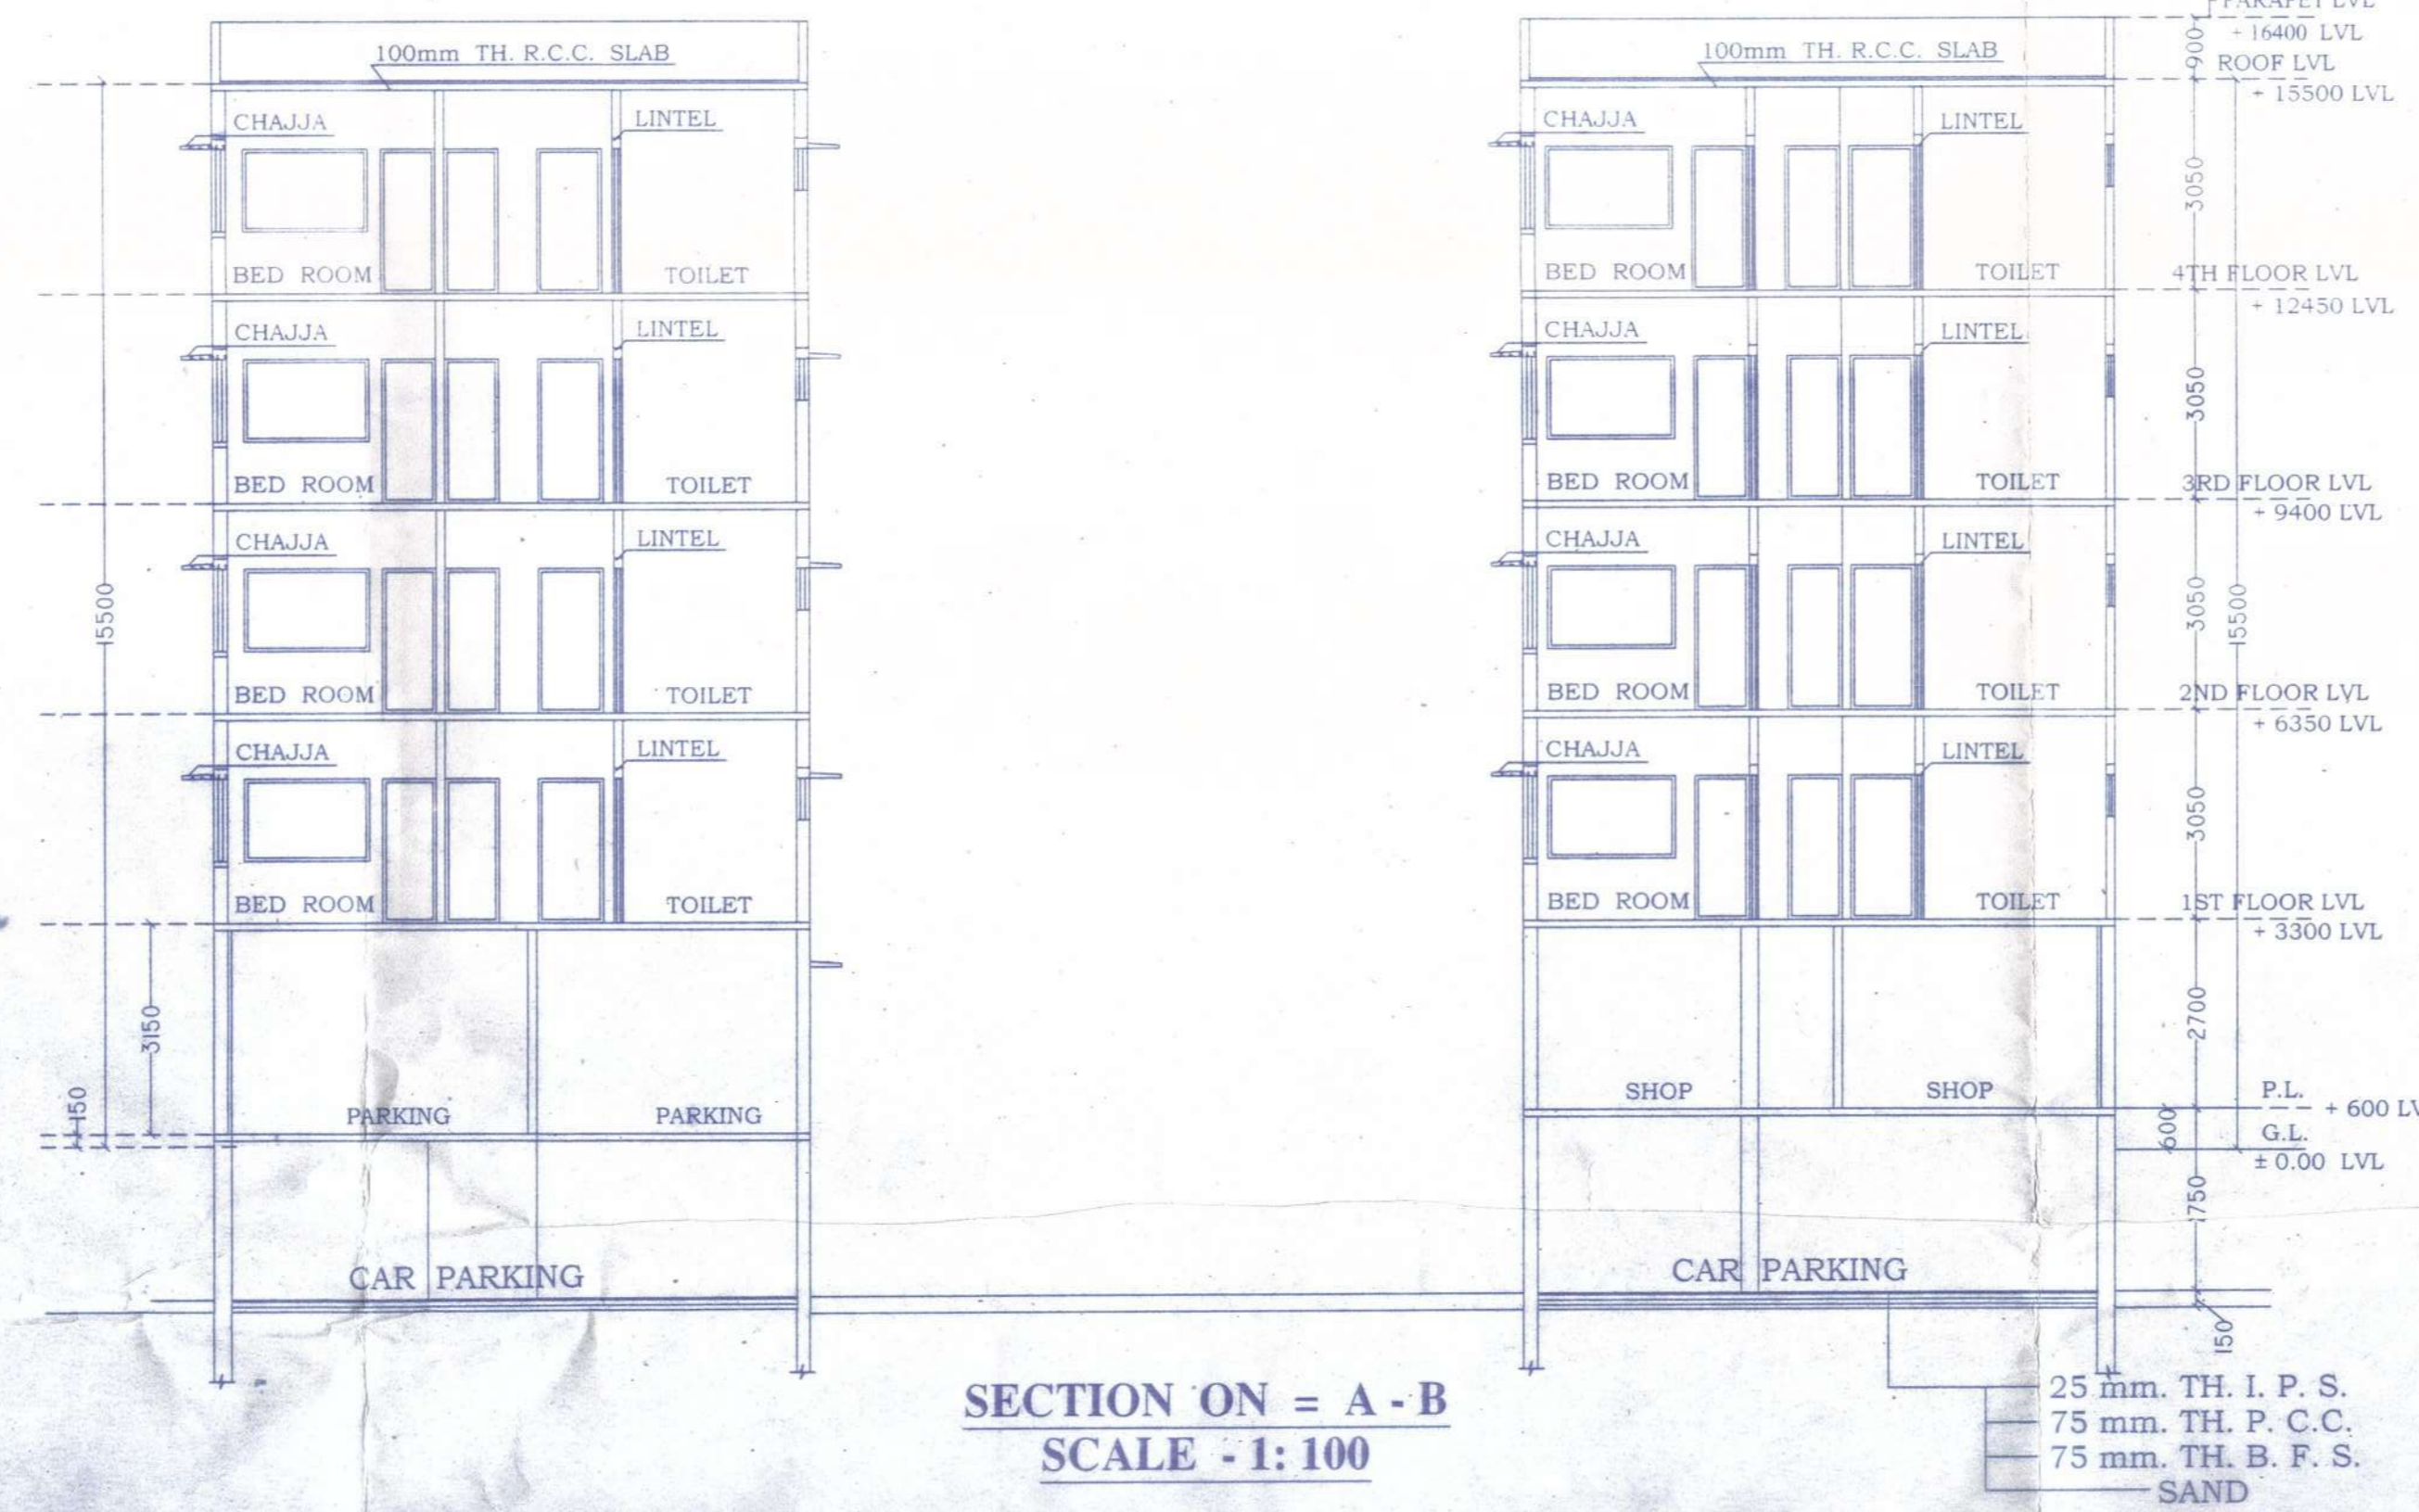 PARAPET LVL
+ 16400 LVL
900
ROOF LVL
+ 15500 LVL
100mm TH. R.C.C. SLAB
100mm TH. R.C.C. SLAB
CHAJJA
LINTEL
CHAJJA
LINTEL
3050
BED ROOM
TOILET
BED ROOM
TOILET
4TH FLOOR LVL
+ 12450 LVL
CHAJJA
LINTEL
CHAJJA
LINTEL
3050
BED ROOM
TOILET
BED ROOM
TOILET
3RD FLOOR LVL
+ 9400 LVL
CHAJJA
LINTEL
CHAJJA
LINTEL
15500
3050
15500
BED ROOM
TOILET
BED ROOM
TOILET
2ND FLOOR LVL
+ 6350 LVL
CHAJJA
LINTEL
CHAJJA
LINTEL
3050
BED ROOM
TOILET
BED ROOM
TOILET
1ST FLOOR LVL
+ 3300 LVL
3150
2700
150
PARKING
PARKING
SHOP
SHOP
P.L.
+ 600
600
G.L.
± 0.00 LVL
1750
CAR PARKING
CAR PARKING
150
SECTION ON = A - B
SCALE - 1: 100
25 mm. TH. I. P. S.
75 mm. TH. P. C.C.
75 mm. TH. B. F. S.
SAND